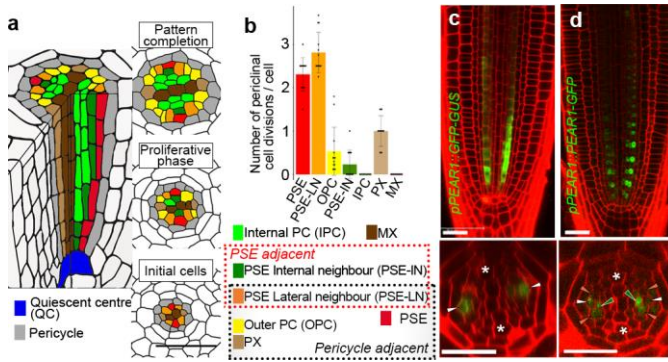 a
Pattern
completion
Proliferative
phase
Initial cells
Quiescent centre
(QC)
Pericycle
b
Number of periclinal
cell divisions / cell
3
2
1
0
PSE
PSE-LN
OPC
PSE-IN
IPC
PX
MX
Internal PC (IPC)
MX
PSE adjacent
PSE Internal neighbour (PSE-IN)
PSE Lateral neighbour (PSE-LN)
Outer PC (OPC)
PSE
PX
Pericycle adjacent
c
pPEAR1::GFP-GUS
*
*
d
pPEAR1::PEAR1-GFP
*
*